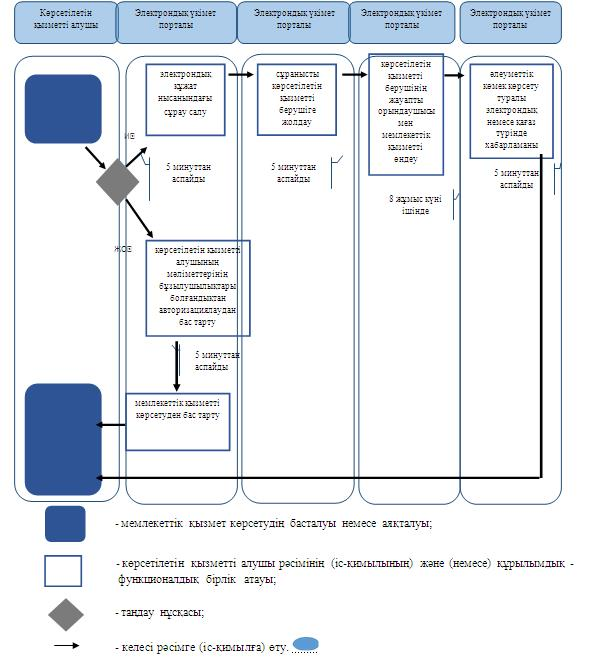 Көрсетілетін
қызметті алушы
Электрондық үкімет
порталы
Электрондық үкімет
порталы
Электрондық үкімет
порталы
Электрондық үкімет
порталы
электрондық
құжат
нысанындағы
сұрау салу
сұранысты
көрсетілетін
қызметті
берушіге
жолдау
көрсетілетін
қызметті
берушінің
жауапты
орындаушысы
мен
мемлекеттік
қызметті
өңдеу
әлеуметтік
көмек көрсету
туралы
электрондық
немесе қағаз
түрінде
хабарламаны
ИӘ
5 минуттан
аспайды
5 минуттан
аспайды
8 жұмыс күні
ішінде
5 минуттан
аспайды
ЖОҚ
көрсетілетін қызметті
алушының
мәліметтерінің
бұзылушылықтары
болғандықтан
авторизациялаудан
бас тарту
5 минуттан
аспайды
мемлекеттік қызметті
көрсетуден бас тарту
- мемлекеттік қызмет көрсетудің басталуы немесе аяқталуы;
- көрсетілетін қызметті алушы рәсімінің (іс-қимылының) және (немесе) құрылымдық -
функционалдық бірлік атауы;
- таңдау нұсқасы;
- келесі рәсімге (іс-қимылға) өту.